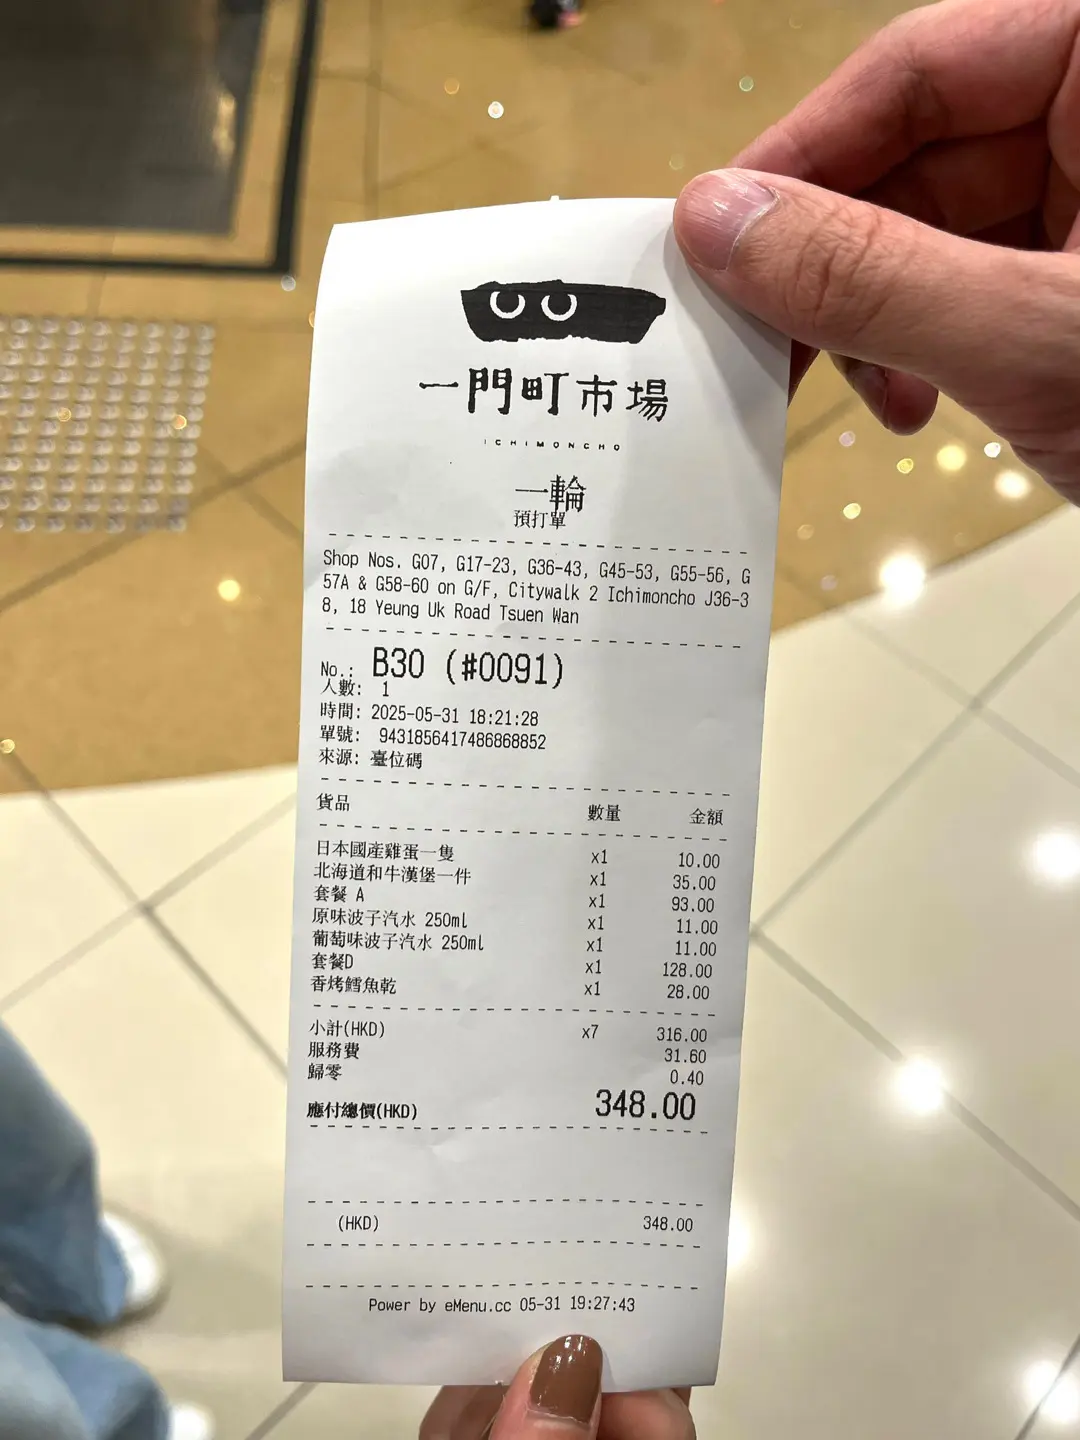 一門町市場
ICHIMONCHO
一輪
預打單
Shop Nos. G07, G17-23, G36-43, G45-53, G55-56, G
57A & G58-60 on G/F, Citywalk 2 Ichimoncho J36-3
8, 18 Yeung Uk Road Tsuen Wan
No.: B30 (#0091)
人數: 1
時間: 2025-05-31 18:21:28
單號: 9431856417486868852
來源: 臺位碼
貨品 數量 金額
日本國產雞蛋一隻 x1 10.00
北海道和牛漢堡一件 x1 35.00
套餐 A x1 93.00
原味波子汽水 250ml x1 11.00
葡萄味波子汽水 250ml x1 11.00
套餐D x1 128.00
香烤鱈魚乾 x1 28.00
小計(HKD) x7 316.00
服務費 31.60
歸零 0.40
應付總價(HKD) 348.00
(HKD) 348.00
Power by eMenu.cc 05-31 19:27:43